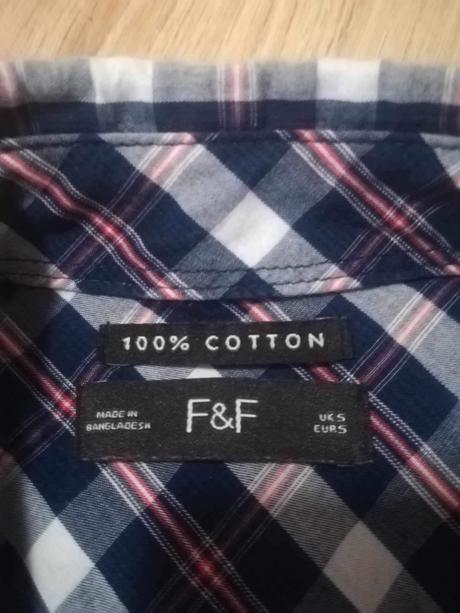 100% COTTON
MADE IN
BANGLADESH
F&F
UK S
EUR S